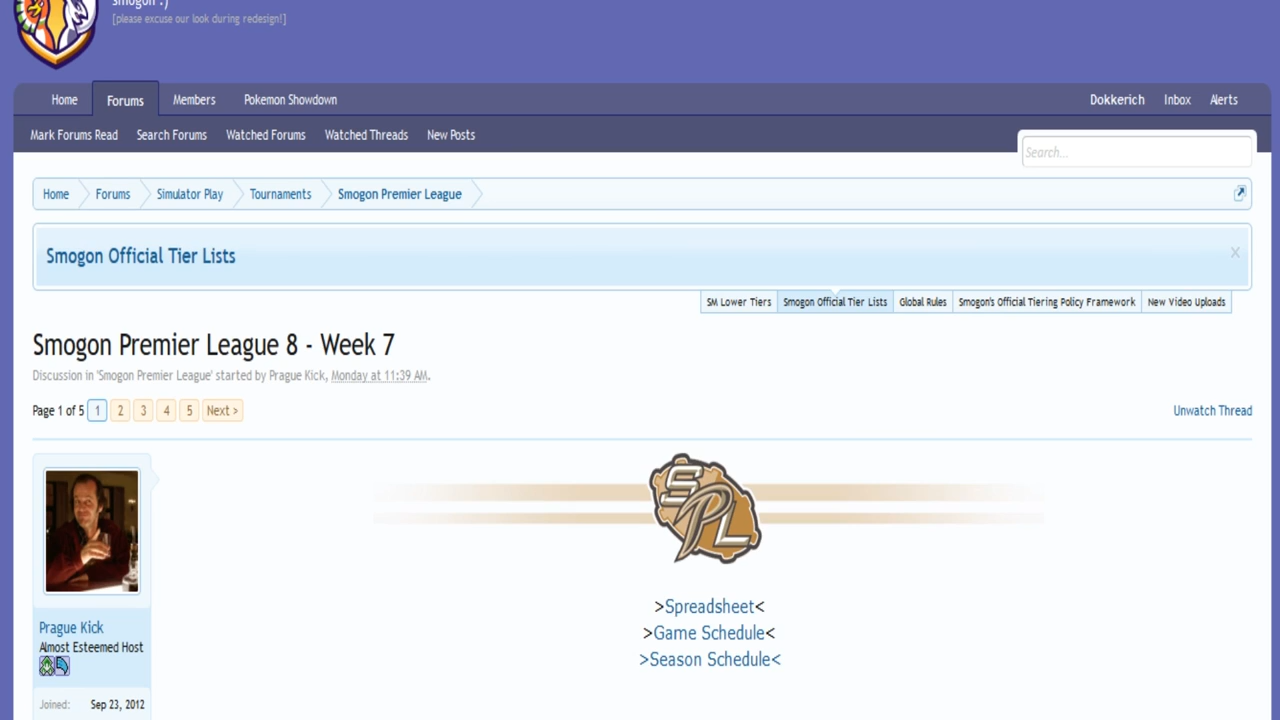 smogon :)
[please excuse our look during redesign!]
Home Forums Members Pokemon Showdown Dokkerich Inbox Alerts
Mark Forums Read Search Forums Watched Forums Watched Threads New Posts
Search...
Home Forums Simulator Play Tournaments Smogon Premier League
Smogon Official Tier Lists X
SM Lower Tiers Smogon Official Tier Lists Global Rules Smogon's Official Tiering Policy Framework New Video Uploads
Smogon Premier League 8 - Week 7
Discussion in 'Smogon Premier League' started by Prague Kick, Monday at 11:39 AM.
Page 1 of 5 1 2 3 4 5 Next > Unwatch Thread
SPL
>Spreadsheet<
>Game Schedule<
>Season Schedule<
Prague Kick
Almost Esteemed Host
Joined: Sep 23, 2012